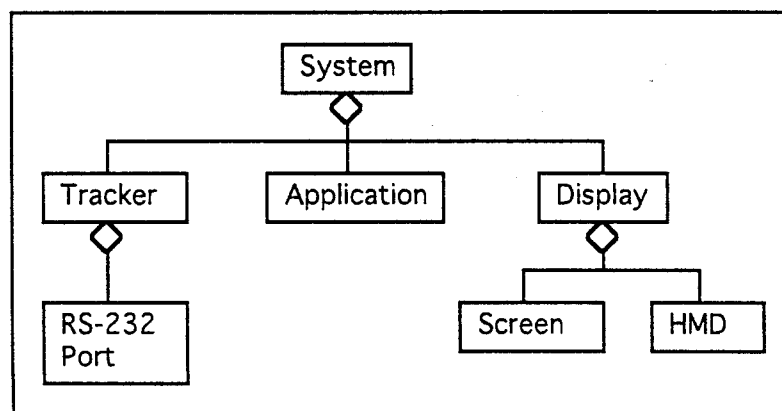 System
Tracker
Application
Display
RS-232
Port
Screen
HMD